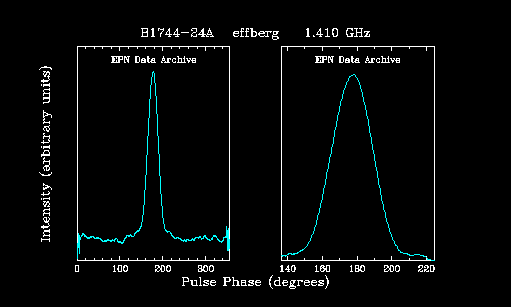 B1744-24A effberg 1.410 GHz
EPN Data Archive
EPN Data Archive
Intensity (arbitrary units)
0 100 200 300
140 160 180 200 220
Pulse Phase (degrees)